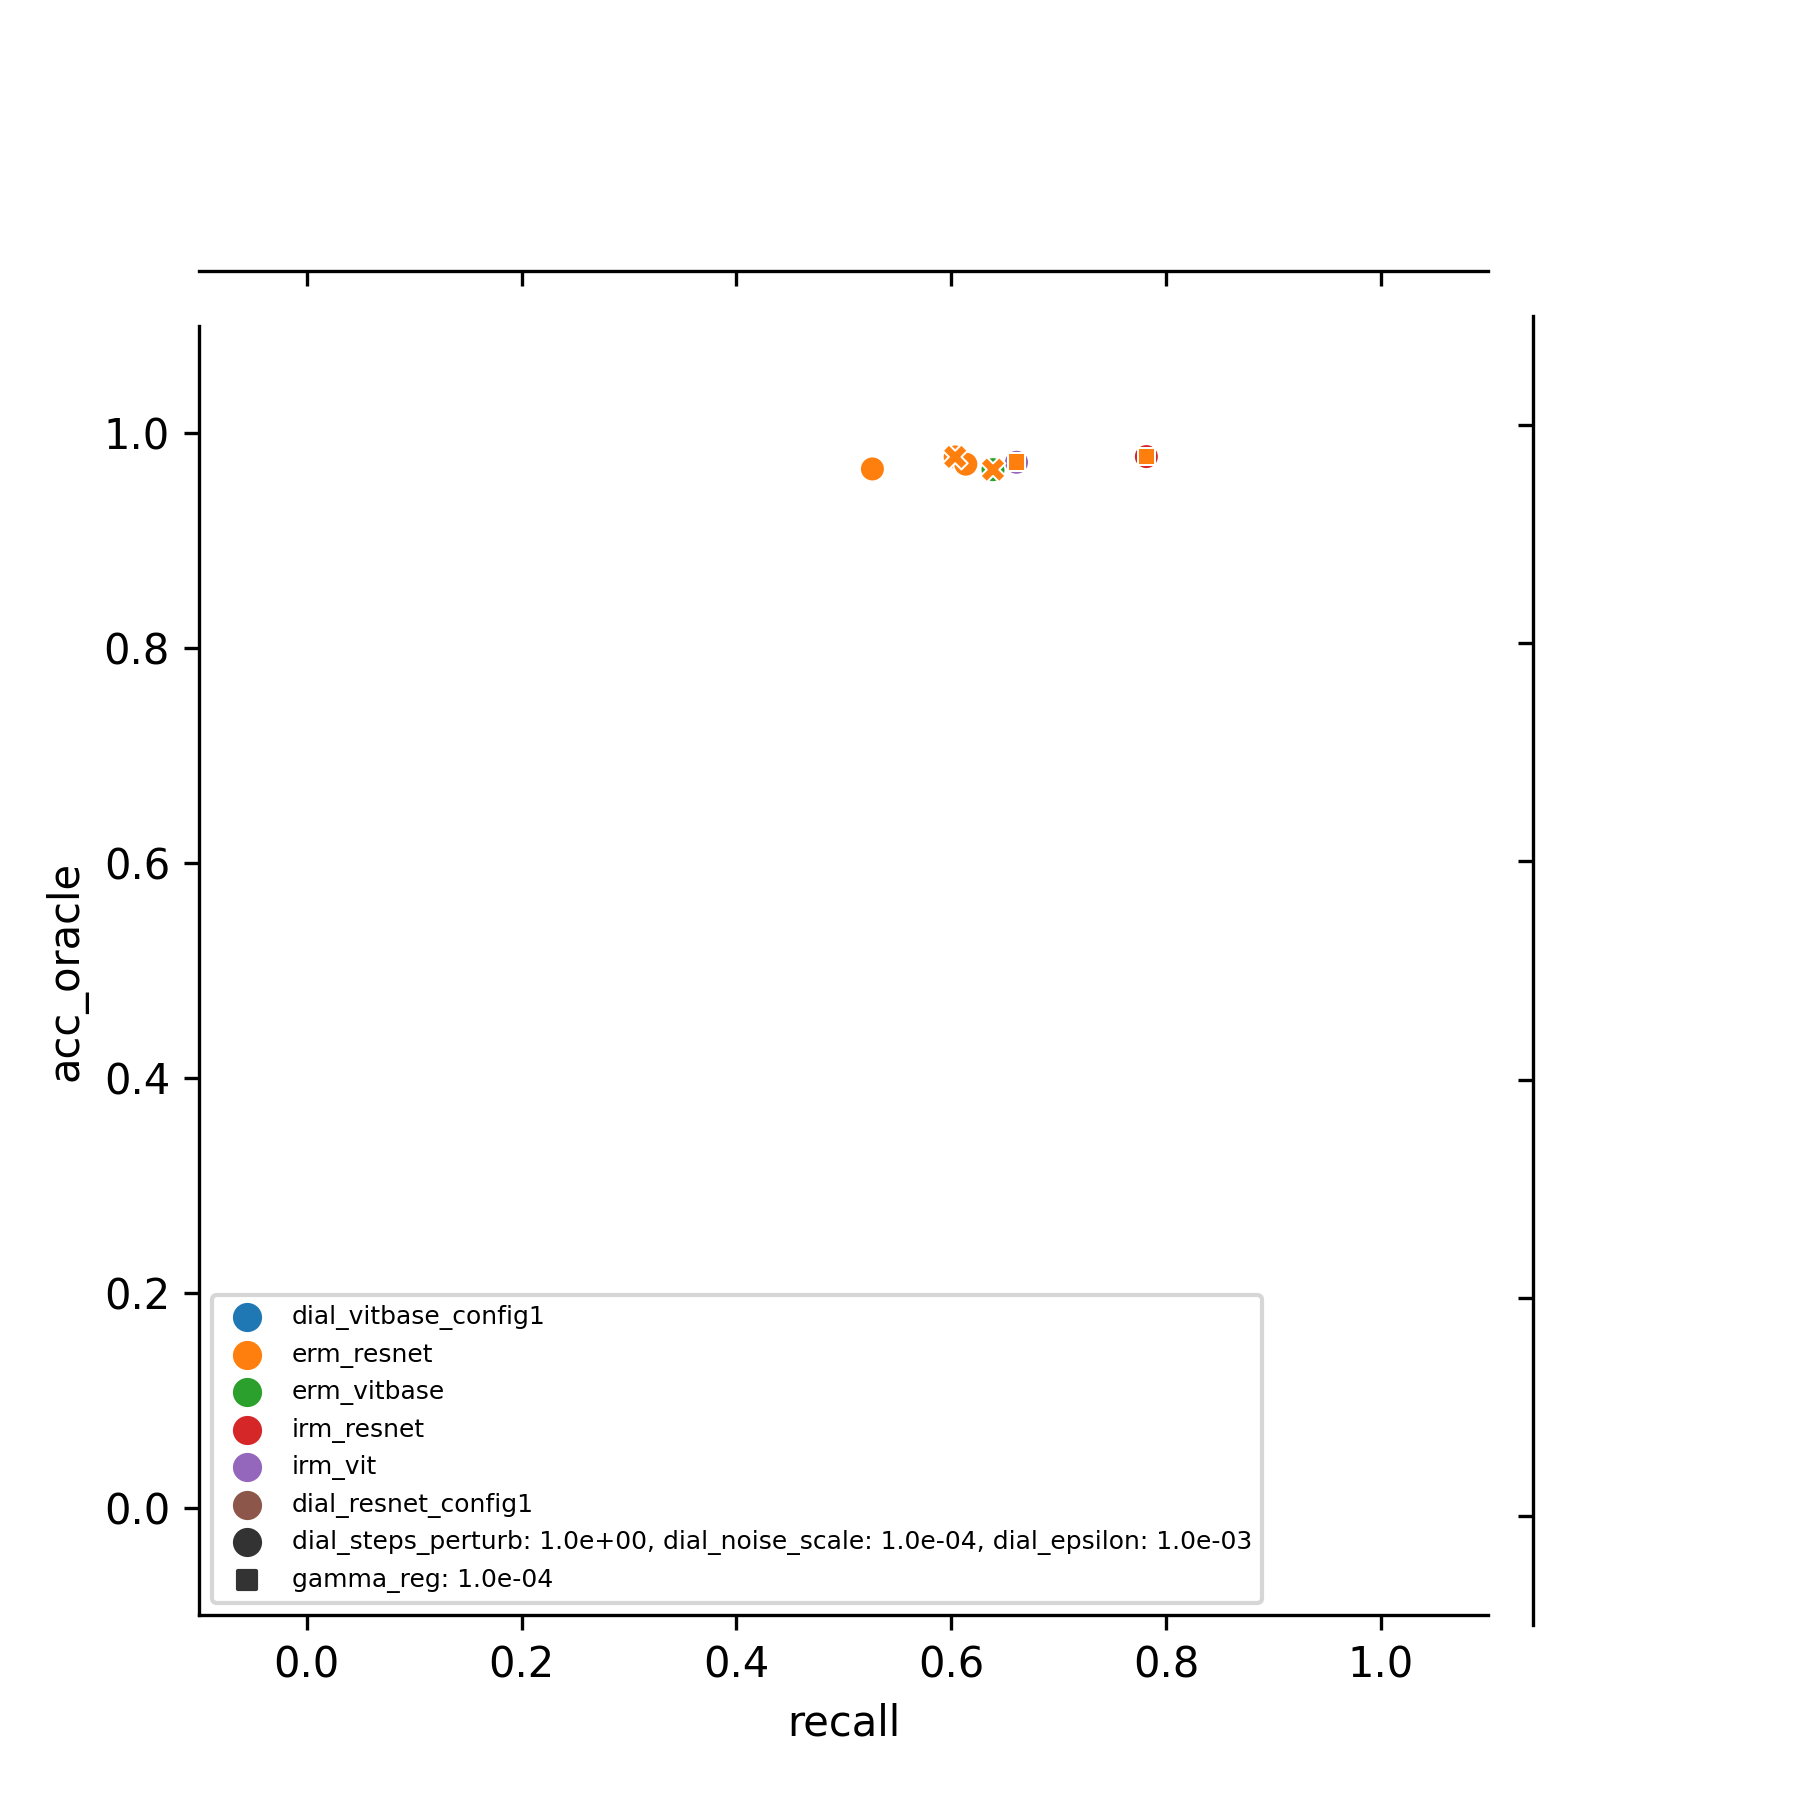 1.0
0.8
0.6
0.4
0.2
0.0
acc_oracle
dial_vitbase_config1
erm_resnet
erm_vitbase
irm_resnet
irm_vit
dial_resnet_config1
dial_steps_perturb: 1.0e+00, dial_noise_scale: 1.0e-04, dial_epsilon: 1.0e-03
gamma_reg: 1.0e-04
0.0 0.2 0.4 0.6 0.8 1.0
recall